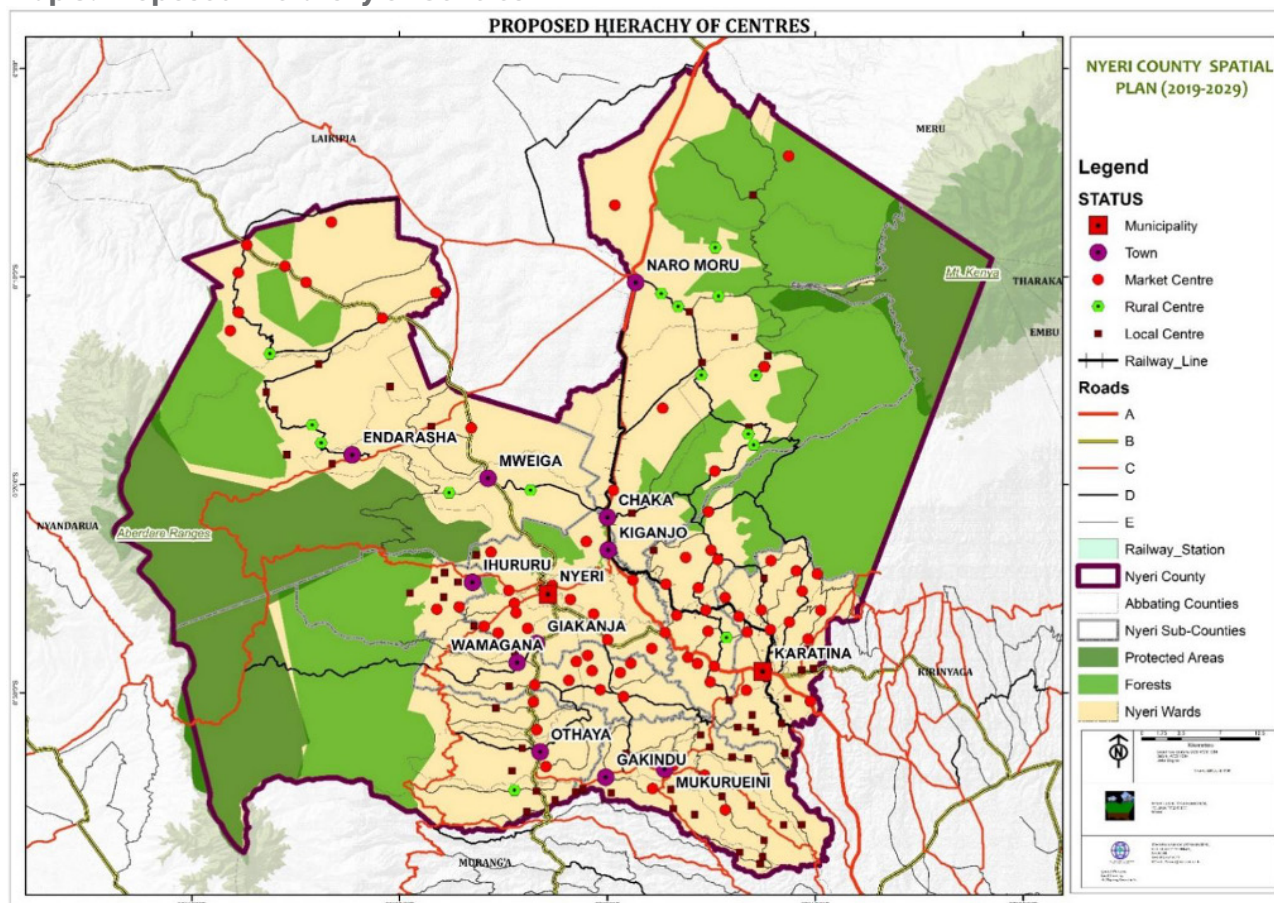 PROPOSED HIERACHY OF CENTRES
NYERI COUNTY SPATIAL
PLAN (2019-2029)
LAIKIPIA
MERU
NARO MORU
Mt. Kenya
THARAKA
EMBU
ENDARASHA
MWEIGA
CHAKA
KIGANJO
NYANDARUA
Aberdare Ranges
IHURURU
NYERI
GIAKANJA
WAMAGANA
KARATINA
KIRINYAGA
OTHAYA
GAKINDU
MUKURUEINI
MURANG'A
Legend
STATUS
Municipality
Town
Market Centre
Rural Centre
Local Centre
Railway_Line
Roads
A
B
C
D
E
Railway_Station
Nyeri County
Abbating Counties
Nyeri Sub-Counties
Protected Areas
Forests
Nyeri Wards
N
Kilometers